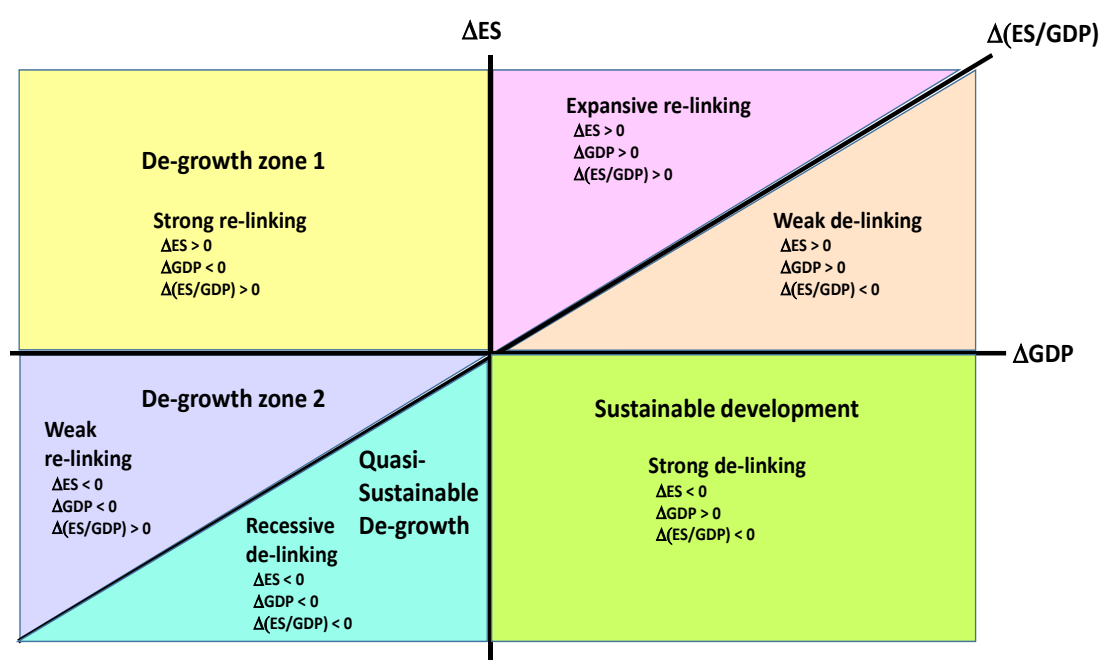 ΔES
Δ(ES/GDP)
De-growth zone 1
Strong re-linking
ΔES > 0
ΔGDP < 0
Δ(ES/GDP) > 0
Expansive re-linking
ΔES > 0
ΔGDP > 0
Δ(ES/GDP) > 0
Weak de-linking
ΔES > 0
ΔGDP > 0
Δ(ES/GDP) < 0
ΔGDP
De-growth zone 2
Weak
re-linking
ΔES < 0
ΔGDP < 0
Δ(ES/GDP) > 0
Quasi-
Sustainable
De-growth
Recessive
de-linking
ΔES < 0
ΔGDP < 0
Δ(ES/GDP) < 0
Sustainable development
Strong de-linking
ΔES < 0
ΔGDP > 0
Δ(ES/GDP) < 0